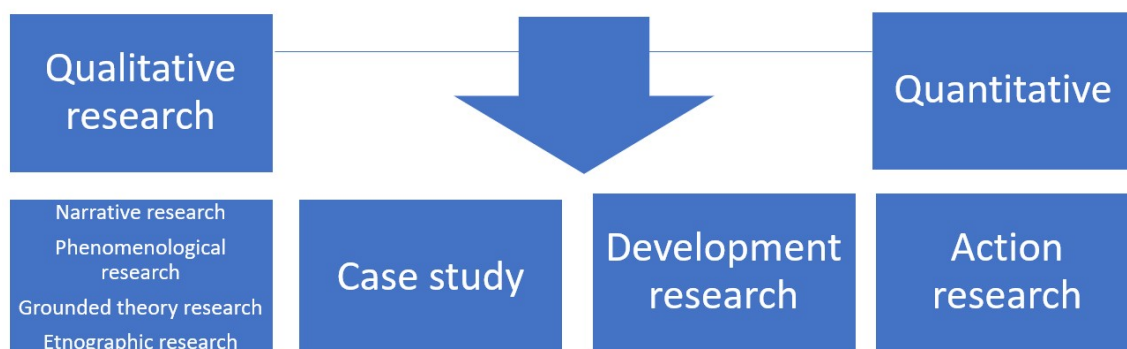 Qualitative
research
Quantitative
Narrative research
Phenomenological
research
Grounded theory research
Etnographic research
Case study
Development
research
Action
research